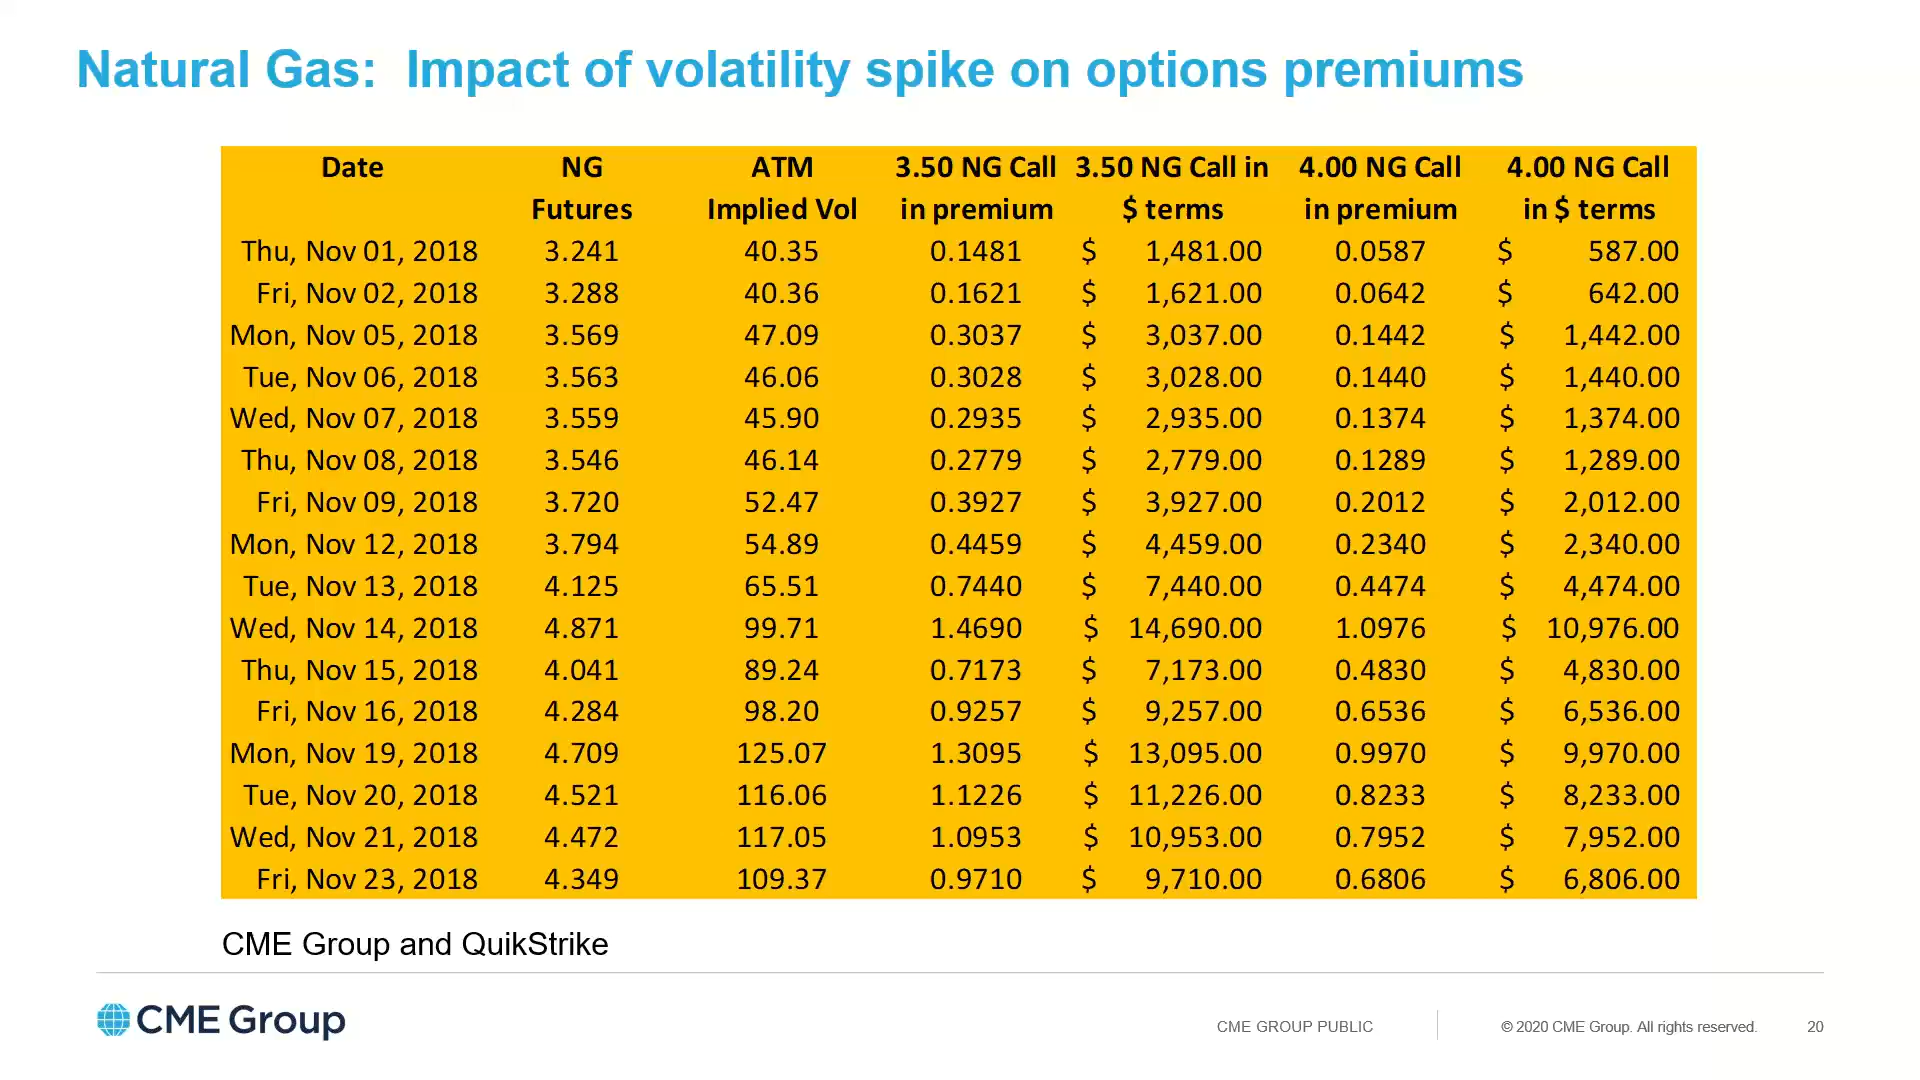 Natural Gas: Impact of volatility spike on options premiums
Date NG ATM 3.50 NG Call 3.50 NG Call in 4.00 NG Call 4.00 NG Call
Futures Implied Vol in premium $ terms in premium in $ terms
Thu, Nov 01, 2018 3.241 40.35 0.1481 $ 1,481.00 0.0587 $ 587.00
Fri, Nov 02, 2018 3.288 40.36 0.1621 $ 1,621.00 0.0642 $ 642.00
Mon, Nov 05, 2018 3.569 47.09 0.3037 $ 3,037.00 0.1442 $ 1,442.00
Tue, Nov 06, 2018 3.563 46.06 0.3028 $ 3,028.00 0.1440 $ 1,440.00
Wed, Nov 07, 2018 3.559 45.90 0.2935 $ 2,935.00 0.1374 $ 1,374.00
Thu, Nov 08, 2018 3.546 46.14 0.2779 $ 2,779.00 0.1289 $ 1,289.00
Fri, Nov 09, 2018 3.720 52.47 0.3927 $ 3,927.00 0.2012 $ 2,012.00
Mon, Nov 12, 2018 3.794 54.89 0.4459 $ 4,459.00 0.2340 $ 2,340.00
Tue, Nov 13, 2018 4.125 65.51 0.7440 $ 7,440.00 0.4474 $ 4,474.00
Wed, Nov 14, 2018 4.871 99.71 1.4690 $ 14,690.00 1.0976 $ 10,976.00
Thu, Nov 15, 2018 4.041 89.24 0.7173 $ 7,173.00 0.4830 $ 4,830.00
Fri, Nov 16, 2018 4.284 98.20 0.9257 $ 9,257.00 0.6536 $ 6,536.00
Mon, Nov 19, 2018 4.709 125.07 1.3095 $ 13,095.00 0.9970 $ 9,970.00
Tue, Nov 20, 2018 4.521 116.06 1.1226 $ 11,226.00 0.8233 $ 8,233.00
Wed, Nov 21, 2018 4.472 117.05 1.0953 $ 10,953.00 0.7952 $ 7,952.00
Fri, Nov 23, 2018 4.349 109.37 0.9710 $ 9,710.00 0.6806 $ 6,806.00
CME Group and QuikStrike
CME Group
CME GROUP PUBLIC
© 2020 CME Group. All rights reserved.
20